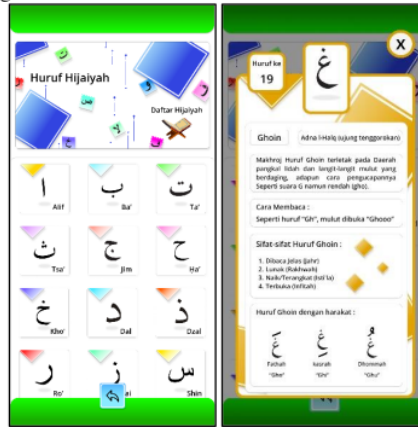 Huruf Hijaiyah
Daftar Hijaiyah
ا ب ت
Alif Ba' Ta'
ث ج ح
Tsa' Jim Ha'
خ د ذ
Kho' Dal Dzal
ر ز س
Ro' Shin
X
Huruf ke
19
غ
Ghoin
Adna l-Halq (ujung tenggorokan)
Makhroj Huruf Ghoin terletak pada Daerah
pangkal lidah dan langit-langit mulut yang
berdaging, adapun cara pengucapannya
Seperti suara G namun rendah (gho).
Cara Membaca :
Seperti huruf "Gh", mulut dibuka "Ghooo"
Sifat-sifat Huruf Ghoin :
1. Dibaca Jelas (Jahr)
2. Lunak (Rakhwah)
3. Naik/Terangkat (Isti'la)
4. Terbuka (Infitah)
Huruf Ghoin dengan harakat :
غَ غِ غُ
Fathah kasrah Dhommah
"Gho" "Ghi" "Ghu"